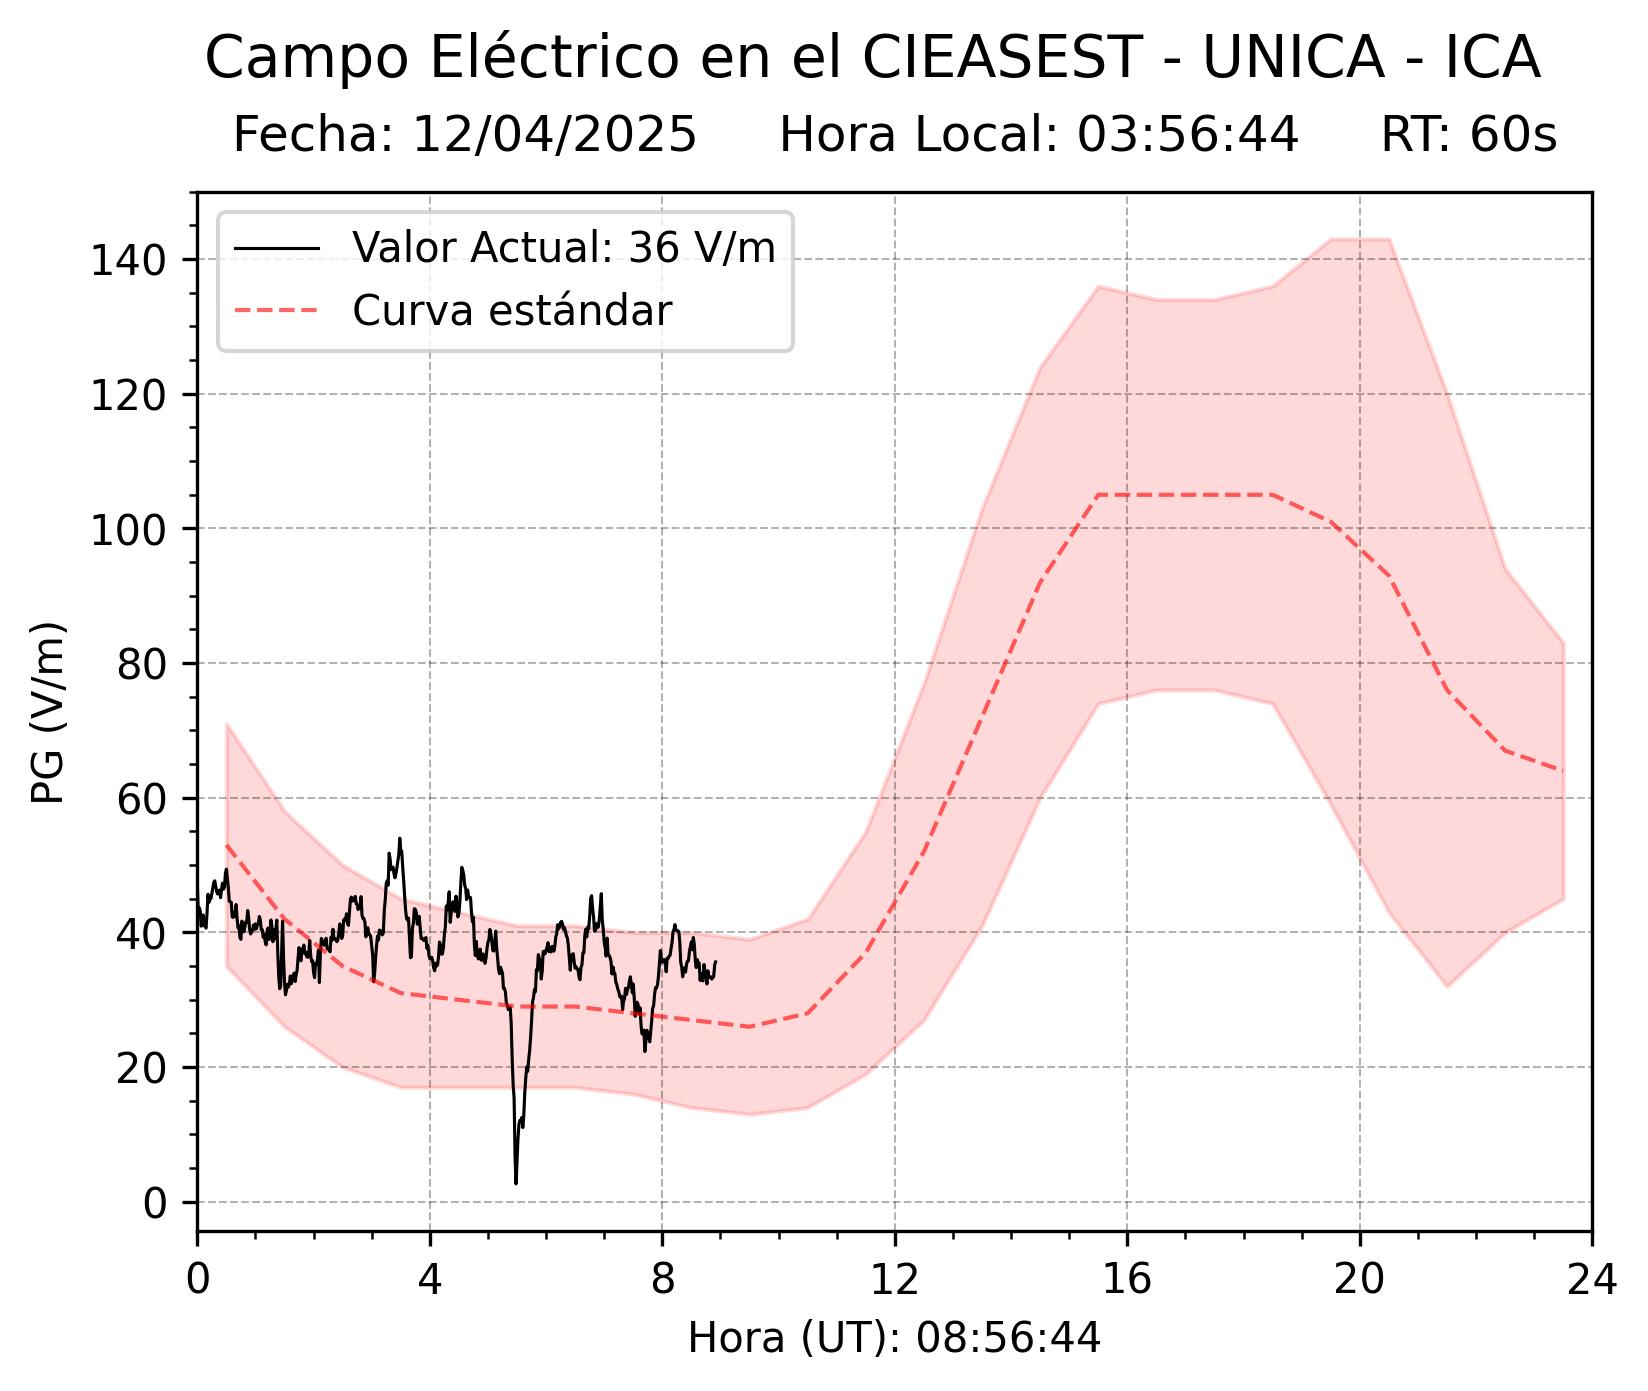 Campo Eléctrico en el CIEASEST - UNICA - ICA
Fecha: 12/04/2025 Hora Local: 03:56:44 RT: 60s
Valor Actual: 36 V/m
Curva estándar
140
120
100
80
60
40
20
0
PG (V/m)
0 4 8 12 16 20 24
Hora (UT): 08:56:44